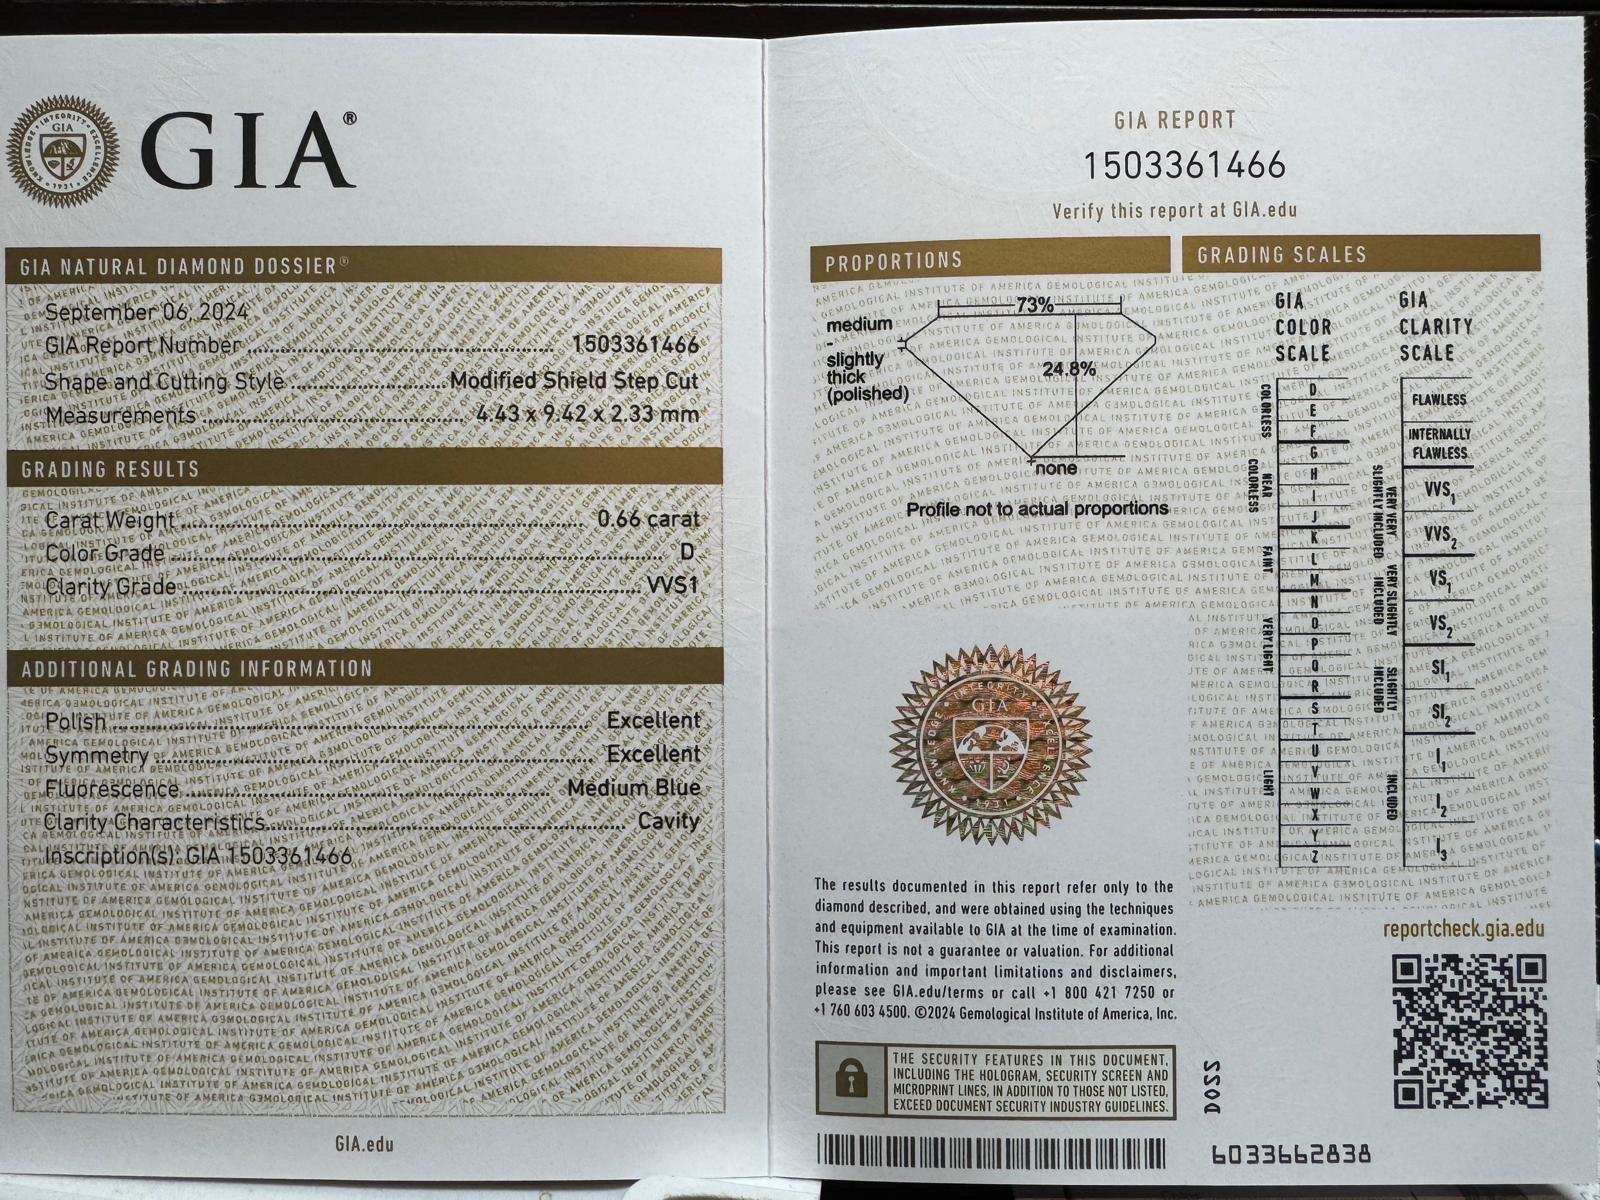 GIA®
GIA NATURAL DIAMOND DOSSIER®
September 06, 2024
GIA Report Number 1503361466
Shape and Cutting Style Modified Shield Step Cut
Measurements 4.43 x 9.42 x 2.33 mm
GRADING RESULTS
Carat Weight 0.66 carat
Color Grade D
Clarity Grade VVS1
ADDITIONAL GRADING INFORMATION
Polish Excellent
Symmetry Excellent
Fluorescence Medium Blue
Clarity Characteristics Cavity
Inscription(s): GIA 1503361466
GIA.edu
GIA REPORT
1503361466
Verify this report at GIA.edu
PROPORTIONS
73%
medium
-
slightly
thick
(polished)
24.8%
none
Profile not to actual proportions
GRADING SCALES
GIA
COLOR
SCALE
COLORLESS
D
E
F
NEAR
COLORLESS
G
H
I
J
FAINT
K
L
M
VERY LIGHT
N
O
P
Q
R
LIGHT
S
T
U
V
W
X
Y
Z
GIA
CLARITY
SCALE
FLAWLESS
INTERNALLY
FLAWLESS
VERY VERY
SLIGHTLY INCLUDED
VVS1
VVS2
VERY SLIGHTLY
INCLUDED
VS1
VS2
SLIGHTLY
INCLUDED
SI1
SI2
INCLUDED
I1
I2
I3
GIA
The results documented in this report refer only to the
diamond described, and were obtained using the techniques
and equipment available to GIA at the time of examination.
This report is not a guarantee or valuation. For additional
information and important limitations and disclaimers,
please see GIA.edu/terms or call +1 800 421 7250 or
+1 760 603 4500. ©2024 Gemological Institute of America, Inc.
THE SECURITY FEATURES IN THIS DOCUMENT,
INCLUDING THE HOLOGRAM, SECURITY SCREEN AND
MICROPRINT LINES, IN ADDITION TO THOSE NOT LISTED,
EXCEED DOCUMENT SECURITY INDUSTRY GUIDELINES.
reportcheck.gia.edu
DOS2
6033662838